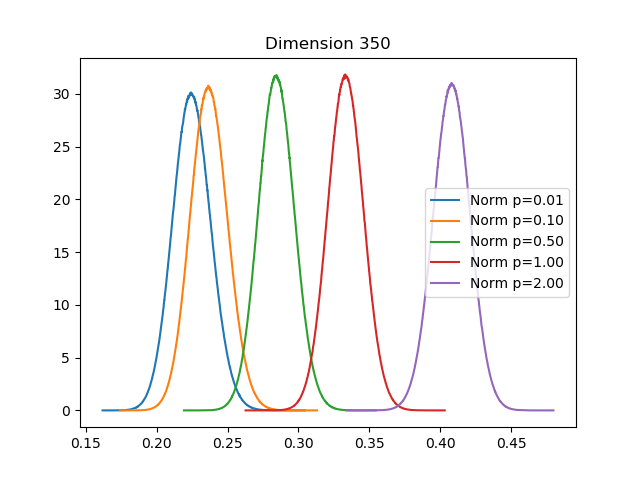 Dimension 350
30
25
20
15
10
5
0
Norm p=0.01
Norm p=0.10
Norm p=0.50
Norm p=1.00
Norm p=2.00
0.15 0.20 0.25 0.30 0.35 0.40 0.45